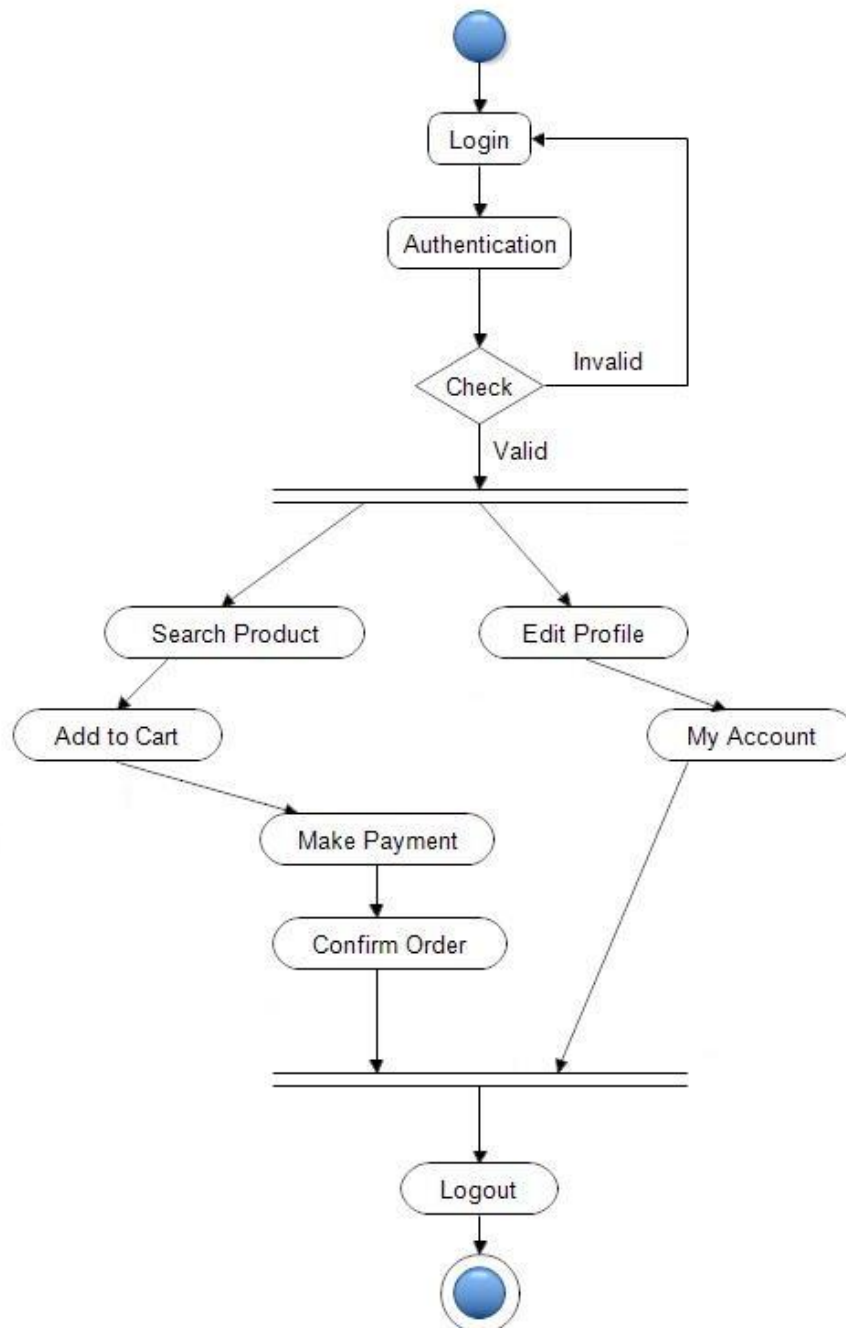 Login
Authentication
Invalid
Check
Valid
Search Product
Edit Profile
Add to Cart
My Account
Make Payment
Confirm Order
Logout